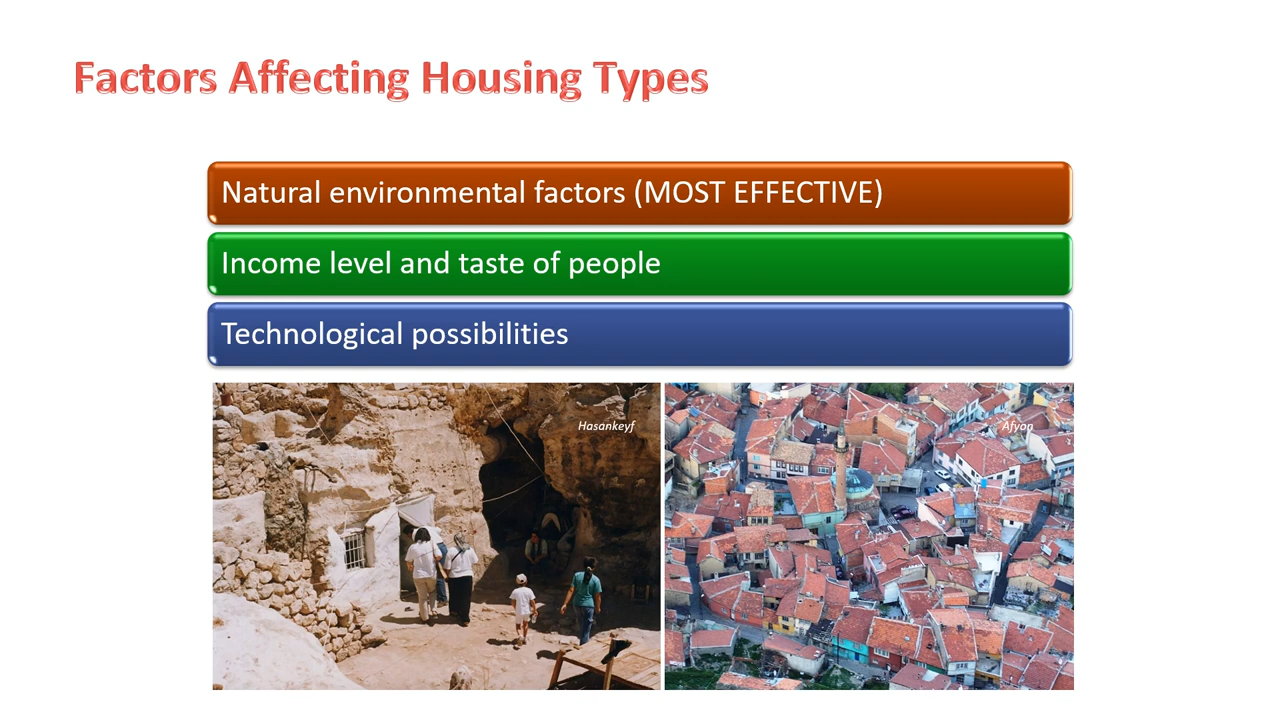 Factors Affecting Housing Types
Natural environmental factors (MOST EFFECTIVE)
Income level and taste of people
Technological possibilities
Hasankeyf
Afyon